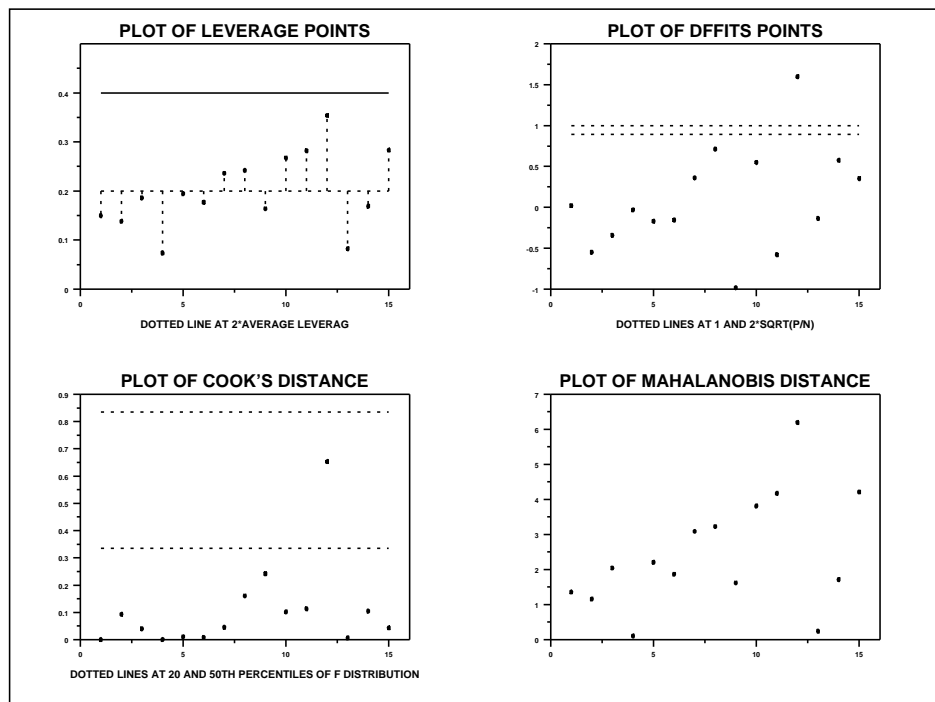 PLOT OF LEVERAGE POINTS
0.4
0.3
0.2
0.1
0
0 5 10 15
DOTTED LINE AT 2*AVERAGE LEVERAG
PLOT OF DFFITS POINTS
2
1.5
1
0.5
0
-0.5
-1
0 5 10 15
DOTTED LINES AT 1 AND 2*SQRT(P/N)
PLOT OF COOK'S DISTANCE
0.9
0.8
0.7
0.6
0.5
0.4
0.3
0.2
0.1
0
0 5 10 15
DOTTED LINES AT 20 AND 50TH PERCENTILES OF F DISTRIBUTION
PLOT OF MAHALANOBIS DISTANCE
7
6
5
4
3
2
1
0
0 5 10 15